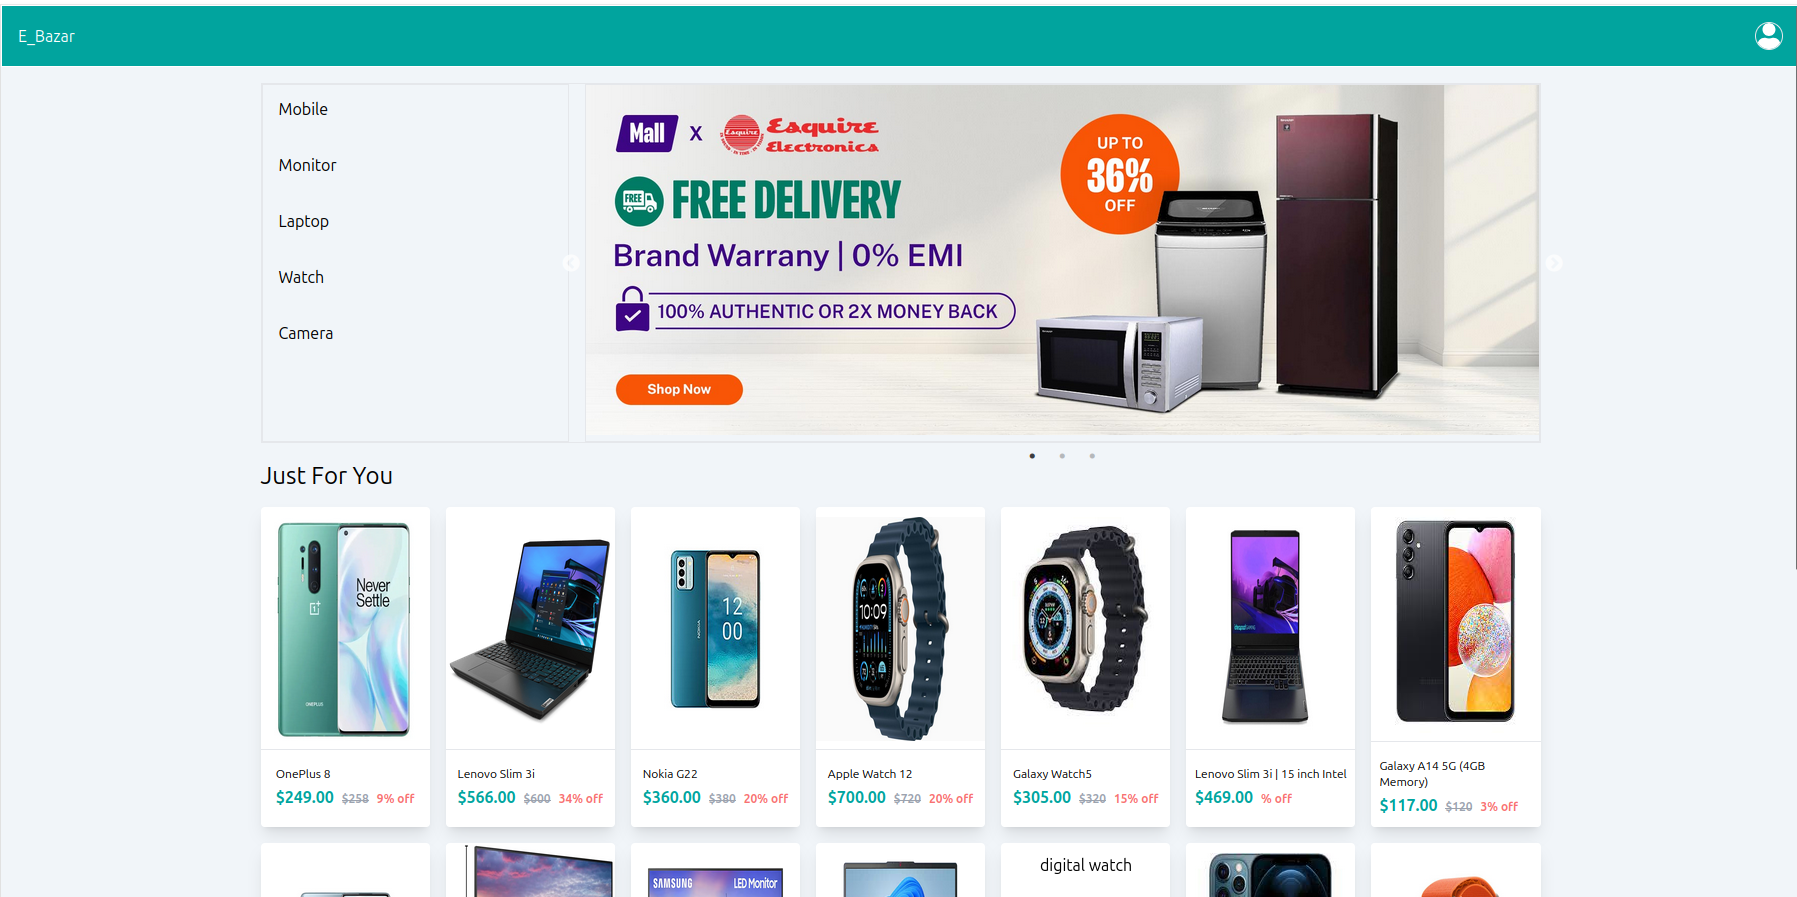 E_Bazar
Mobile
Monitor
Laptop
Watch
Camera
Mall X Esquire Electronics
FREE FREE DELIVERY
Brand Warrany | 0% EMI
100% AUTHENTIC OR 2X MONEY BACK
Shop Now
UP TO
36%
OFF
Just For You
Never
Settle
ONEPLUS
12
00
NOKIA
10:09
OnePlus 8
$249.00 $258 9% off
Lenovo Slim 3i
$566.00 $600 34% off
Nokia G22
$360.00 $380 20% off
Apple Watch 12
$700.00 $720 20% off
Galaxy Watch5
$305.00 $320 15% off
Lenovo Slim 3i | 15 inch Intel
$469.00 % off
Galaxy A14 5G (4GB
Memory)
$117.00 $120 3% off
SAMSUNG LED Monitor
digital watch